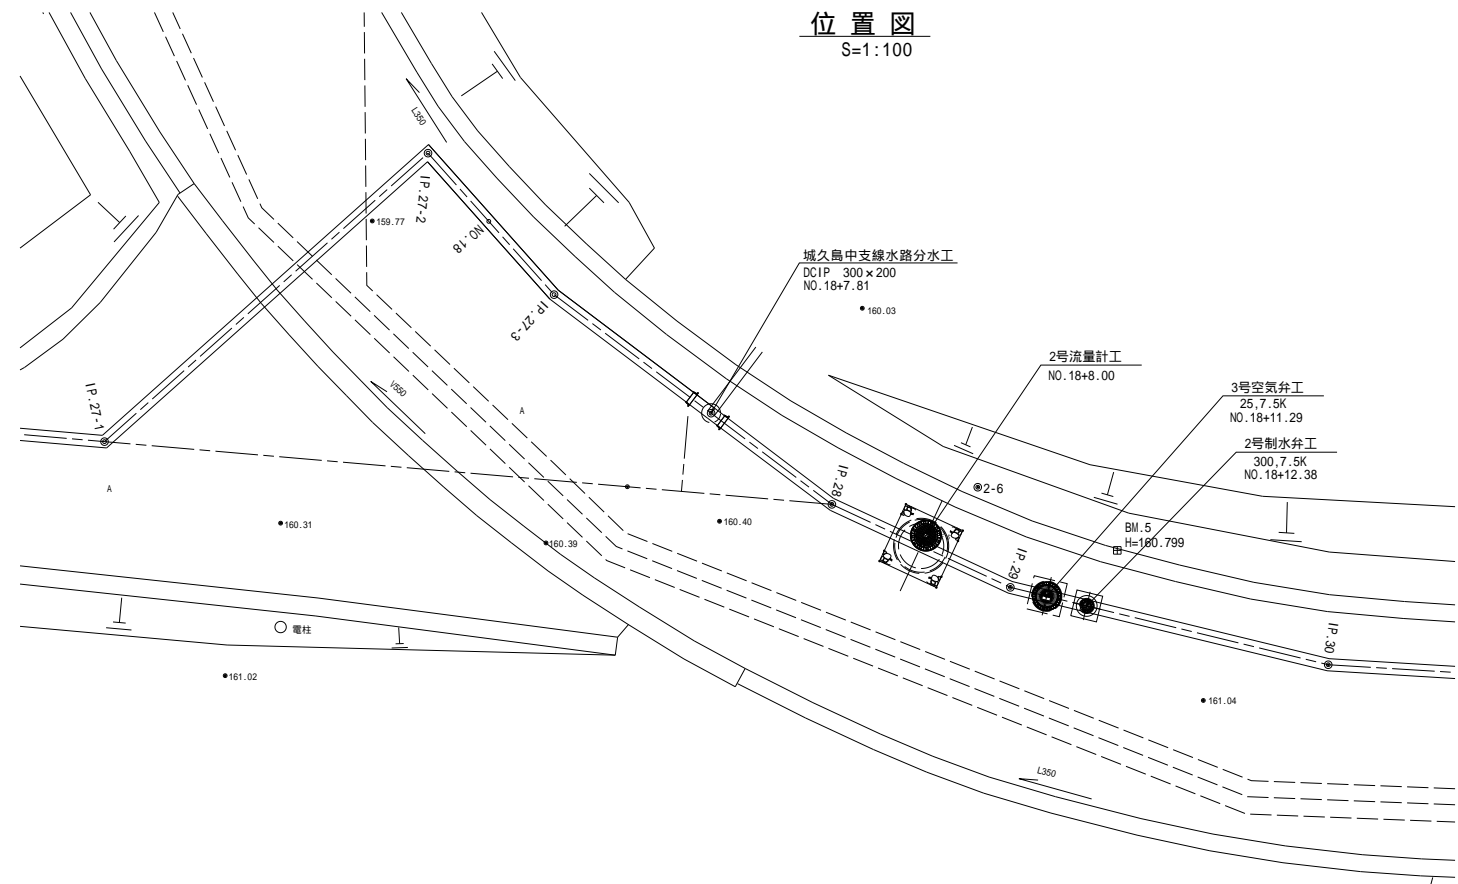 位置図
S=1:100
L350
IP.27-2
159.77
NO.18
城久島中支線水路分水工
DCIP 300×200
NO.18+7.81
160.03
IP.27-3
2号流量計工
NO.18+8.00
3号空気弁工
25,7.5K
NO.18+11.29
2号制水弁工
300,7.5K
NO.18+12.38
IP.27-1
V550
A
A
IP.28
2-6
160.31
160.40
160.39
BM.5
H=160.799
IP.29
電柱
IP.30
161.02
161.04
L350